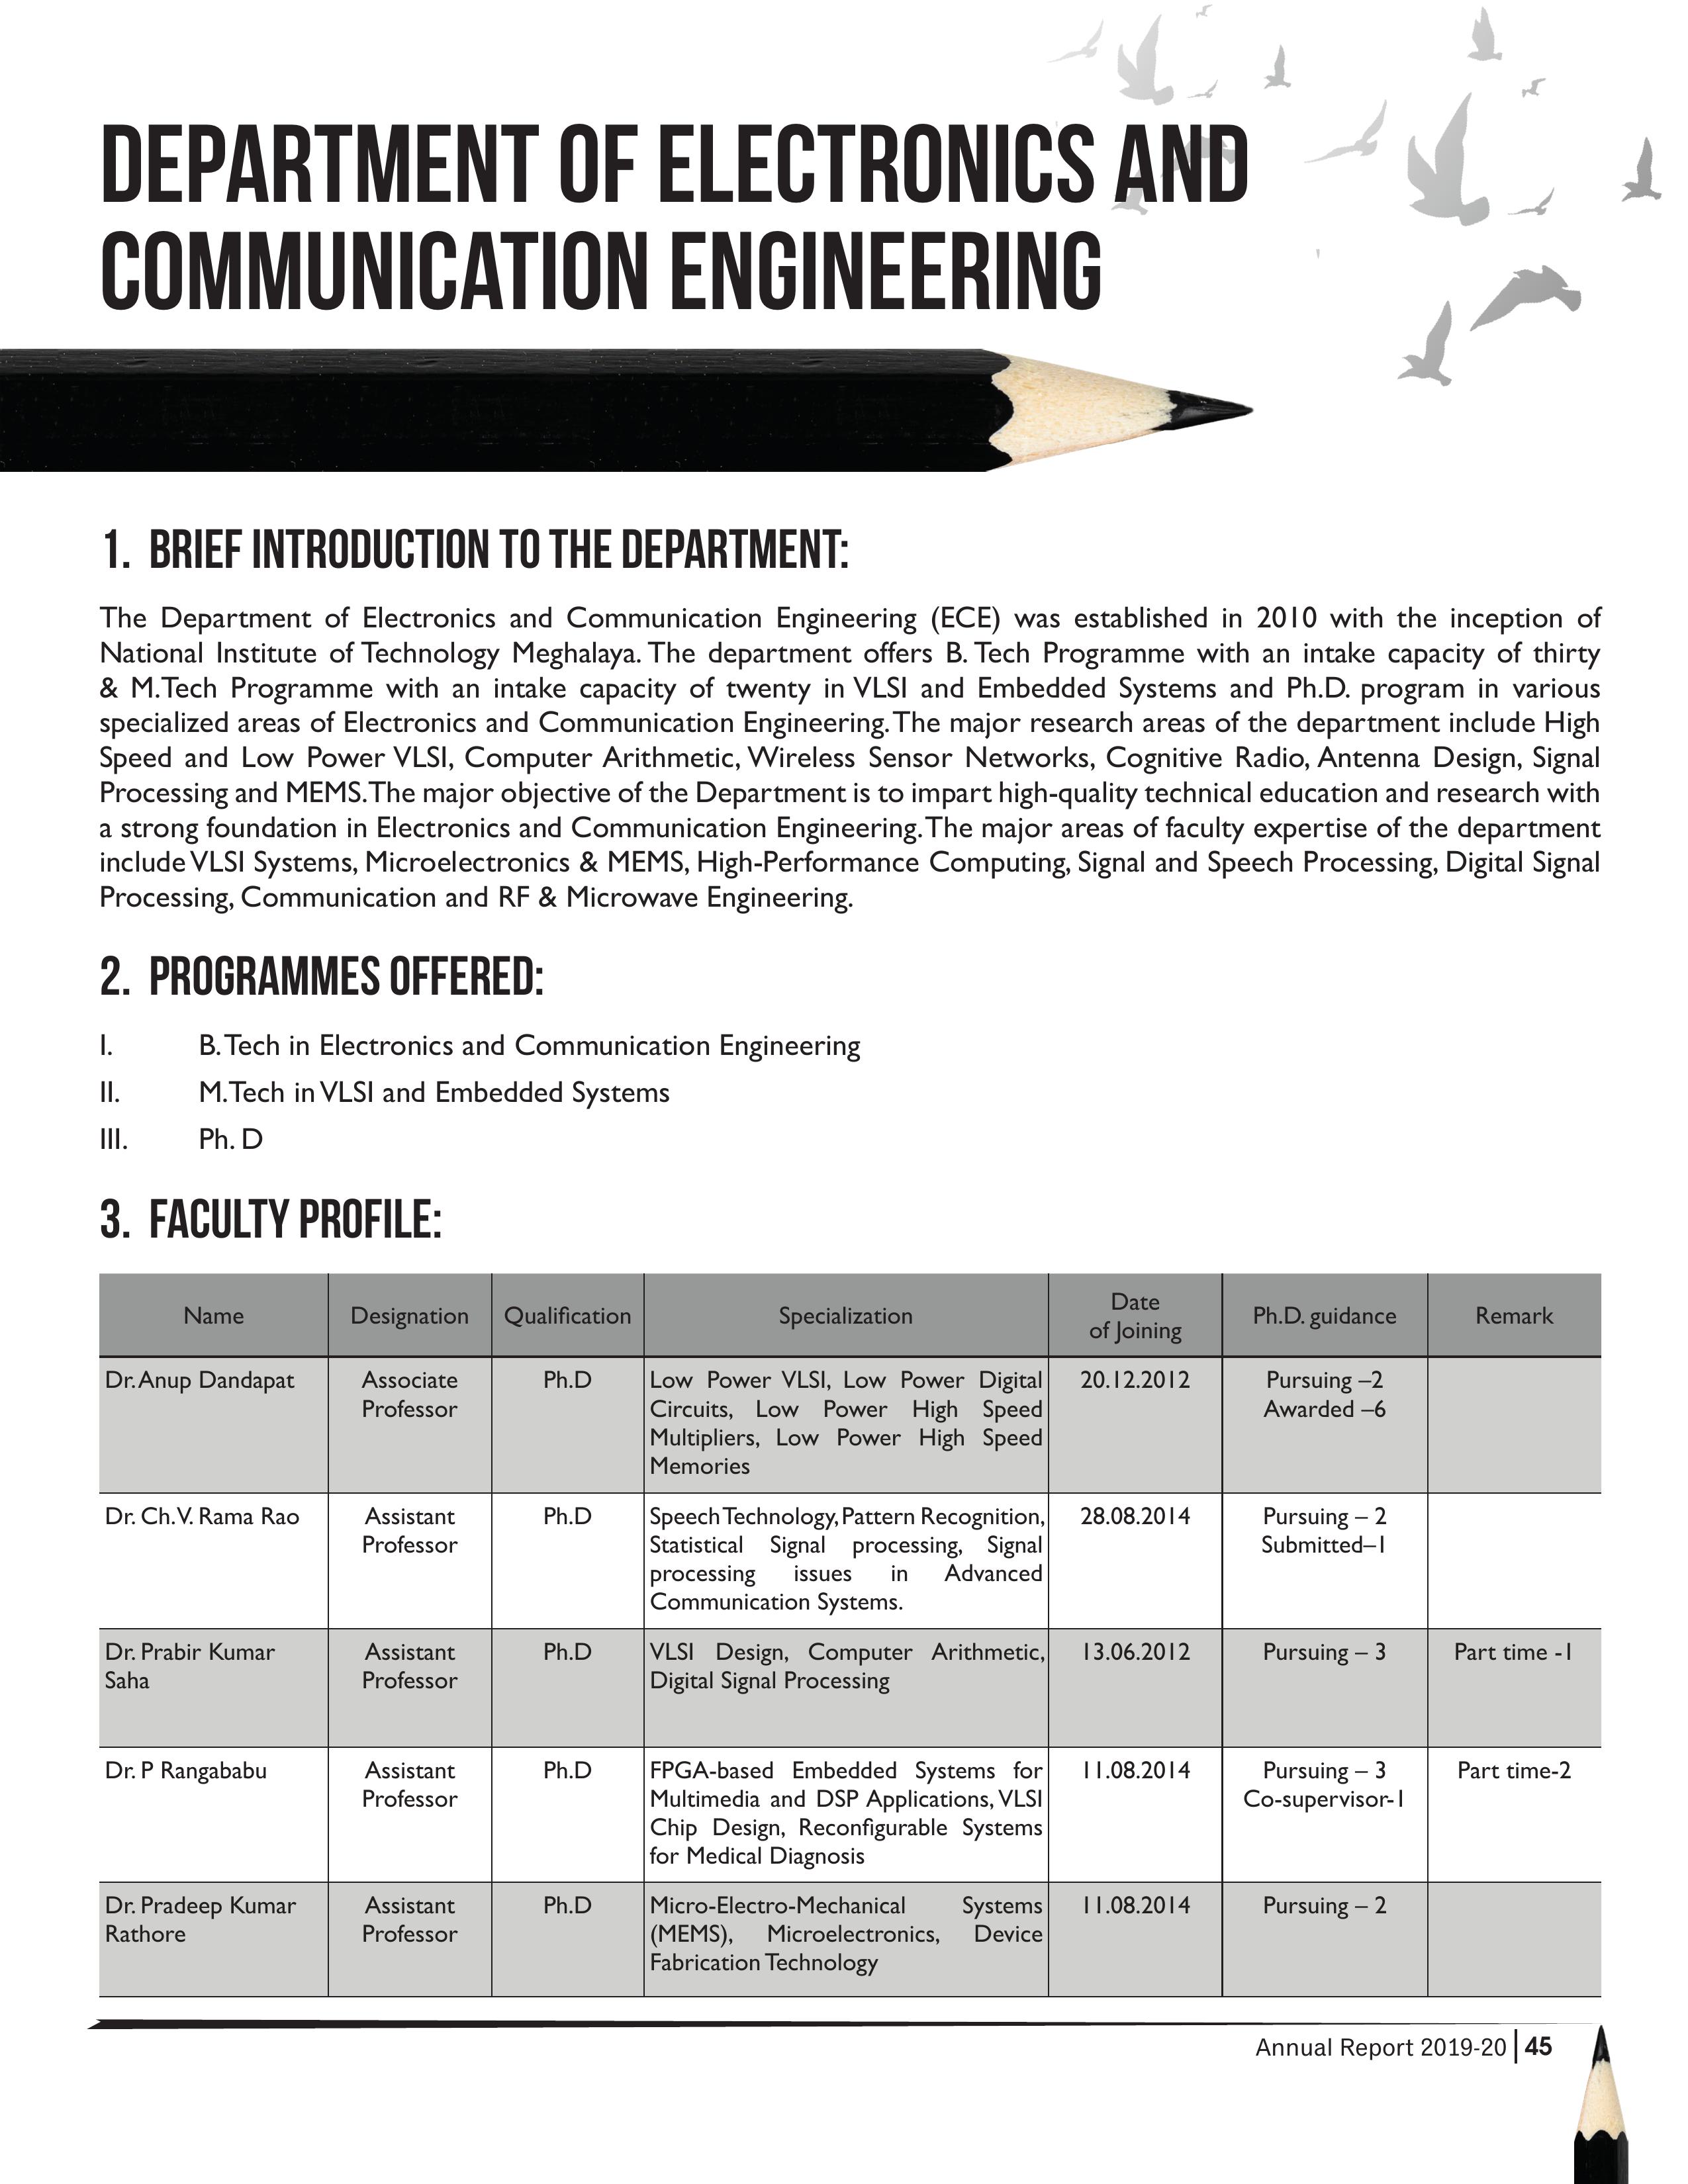 DEPARTMENT OF ELECTRONICS AND
COMMUNICATION ENGINEERING
1. BRIEF INTRODUCTION TO THE DEPARTMENT:
The Department of Electronics and Communication Engineering (ECE) was established in 2010 with the inception of
National Institute of Technology Meghalaya. The department offers B. Tech Programme with an intake capacity of thirty
& M.Tech Programme with an intake capacity of twenty in VLSI and Embedded Systems and Ph.D. program in various
specialized areas of Electronics and Communication Engineering. The major research areas of the department include High
Speed and Low Power VLSI, Computer Arithmetic, Wireless Sensor Networks, Cognitive Radio, Antenna Design, Signal
Processing and MEMS. The major objective of the Department is to impart high-quality technical education and research with
a strong foundation in Electronics and Communication Engineering. The major areas of faculty expertise of the department
include VLSI Systems, Microelectronics & MEMS, High-Performance Computing, Signal and Speech Processing, Digital Signal
Processing, Communication and RF & Microwave Engineering.
2. PROGRAMMES OFFERED:
I. B. Tech in Electronics and Communication Engineering
II. M.Tech in VLSI and Embedded Systems
III. Ph. D
3. FACULTY PROFILE:
Name Designation Qualification Specialization Date of Joining Ph.D. guidance Remark
Dr. Anup Dandapat Associate Ph.D Low Power VLSI, Low Power Digital 20.12.2012 Pursuing –2
Professor Circuits, Low Power High Speed Awarded –6
Multipliers, Low Power High Speed
Memories
Dr. Ch.V. Rama Rao Assistant Ph.D Speech Technology, Pattern Recognition, 28.08.2014 Pursuing – 2
Professor Statistical Signal processing, Signal Submitted–1
processing issues in Advanced
Communication Systems.
Dr. Prabir Kumar Assistant Ph.D VLSI Design, Computer Arithmetic, 13.06.2012 Pursuing – 3 Part time -1
Saha Professor Digital Signal Processing
Dr. P Rangababu Assistant Ph.D FPGA-based Embedded Systems for 11.08.2014 Pursuing – 3 Part time-2
Professor Multimedia and DSP Applications, VLSI Co-supervisor-1
Chip Design, Reconfigurable Systems
for Medical Diagnosis
Dr. Pradeep Kumar Assistant Ph.D Micro-Electro-Mechanical Systems 11.08.2014 Pursuing – 2
Rathore Professor (MEMS), Microelectronics, Device
Fabrication Technology
Annual Report 2019-20 | 45